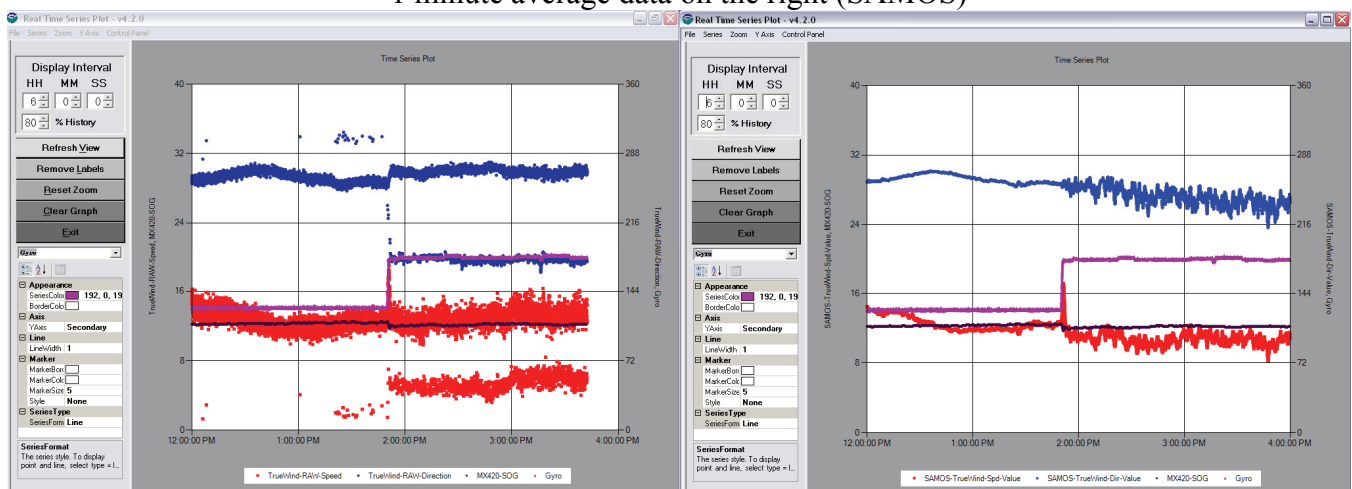 1 minute average data on the right (SAMOS)
Real Time Series Plot - v4.2.0
File Series Zoom Y Axis Control Panel
Display Interval
HH MM SS
6 0 0
80 % History
Refresh View
Remove Labels
Reset Zoom
Clear Graph
Exit
Gyro
Appearance
SeriesColor 192, 0, 19
BorderColo
Axis
YAxis Secondary
Line
LineWidth 1
Marker
MarkerBor
MarkerColc
MarkerSize 5
Style None
SeriesType
SeriesForm Line
SeriesFormat
The series style. To display
point and line, select type = l...
Time Series Plot
40
32
24
16
8
0
TrueWind-RAW-Speed, MX420-SOG
360
288
216
144
72
0
TrueWind-RAW-Direction, Gyro
12:00:00 PM 1:00:00 PM 2:00:00 PM 3:00:00 PM 4:00:00 PM
TrueWind-RAW-Speed TrueWind-RAW-Direction MX420-SOG Gyro
Real Time Series Plot - v4.2.0
File Series Zoom Y Axis Control Panel
Display Interval
HH MM SS
6 0 0
80 % History
Refresh View
Remove Labels
Reset Zoom
Clear Graph
Exit
Gyro
Appearance
SeriesColor 192, 0, 19
BorderColo
Axis
YAxis Secondary
Line
LineWidth 1
Marker
MarkerBor
MarkerColc
MarkerSize 5
Style None
SeriesType
SeriesForm Line
SeriesFormat
The series style. To display
point and line, select type = l...
Time Series Plot
40
32
24
16
8
0
SAMOS-TrueWind-Spd-Value, MX420-SOG
360
288
216
144
72
0
SAMOS-TrueWind-Dir-Value, Gyro
12:00:00 PM 1:00:00 PM 2:00:00 PM 3:00:00 PM 4:00:00 PM
SAMOS-TrueWind-Spd-Value SAMOS-TrueWind-Dir-Value MX420-SOG Gyro